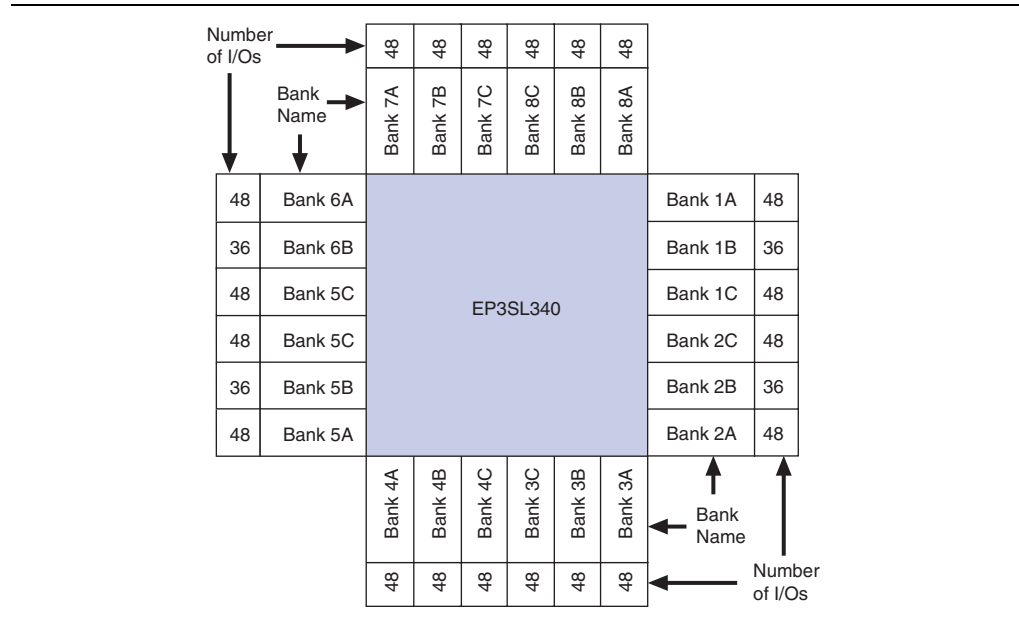 Number
of I/Os
48 48 48 48 48 48
Bank
Name
Bank 7A Bank 7B Bank 7C Bank 8C Bank 8B Bank 8A
48 Bank 6A Bank 1A 48
36 Bank 6B Bank 1B 36
48 Bank 5C Bank 1C 48
EP3SL340
48 Bank 5C Bank 2C 48
36 Bank 5B Bank 2B 36
48 Bank 5A Bank 2A 48
Bank 4A Bank 4B Bank 4C Bank 3C Bank 3B Bank 3A
Bank
Name
48 48 48 48 48 48
Number
of I/Os